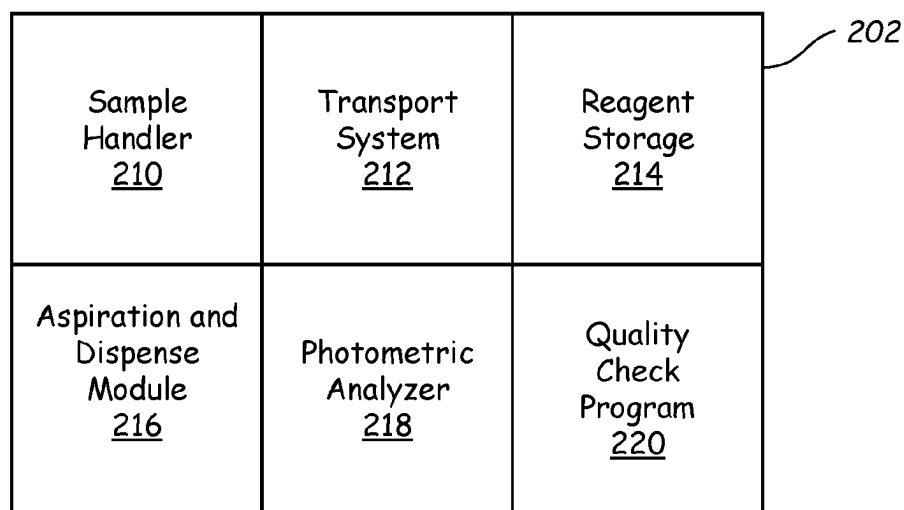 202
Sample
Handler
210
Transport
System
212
Reagent
Storage
214
Aspiration and
Dispense
Module
216
Photometric
Analyzer
218
Quality
Check
Program
220